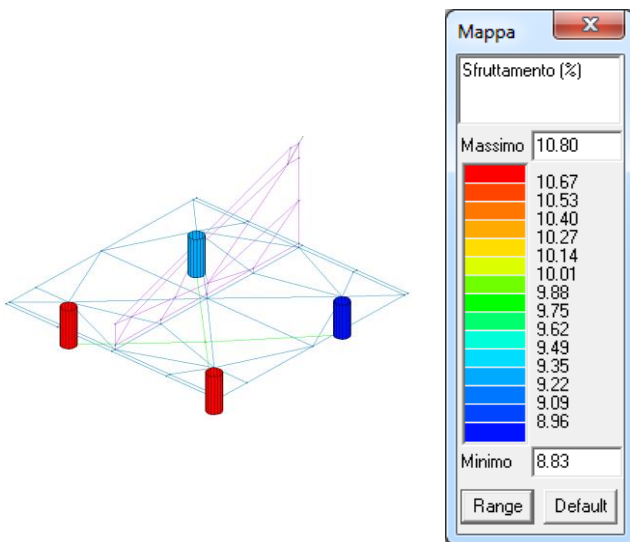 Mappa
Sfruttamento (%)
Massimo 10.80
10.67
10.53
10.40
10.27
10.14
10.01
9.88
9.75
9.62
9.49
9.35
9.22
9.09
8.96
Minimo 8.83
Range Default